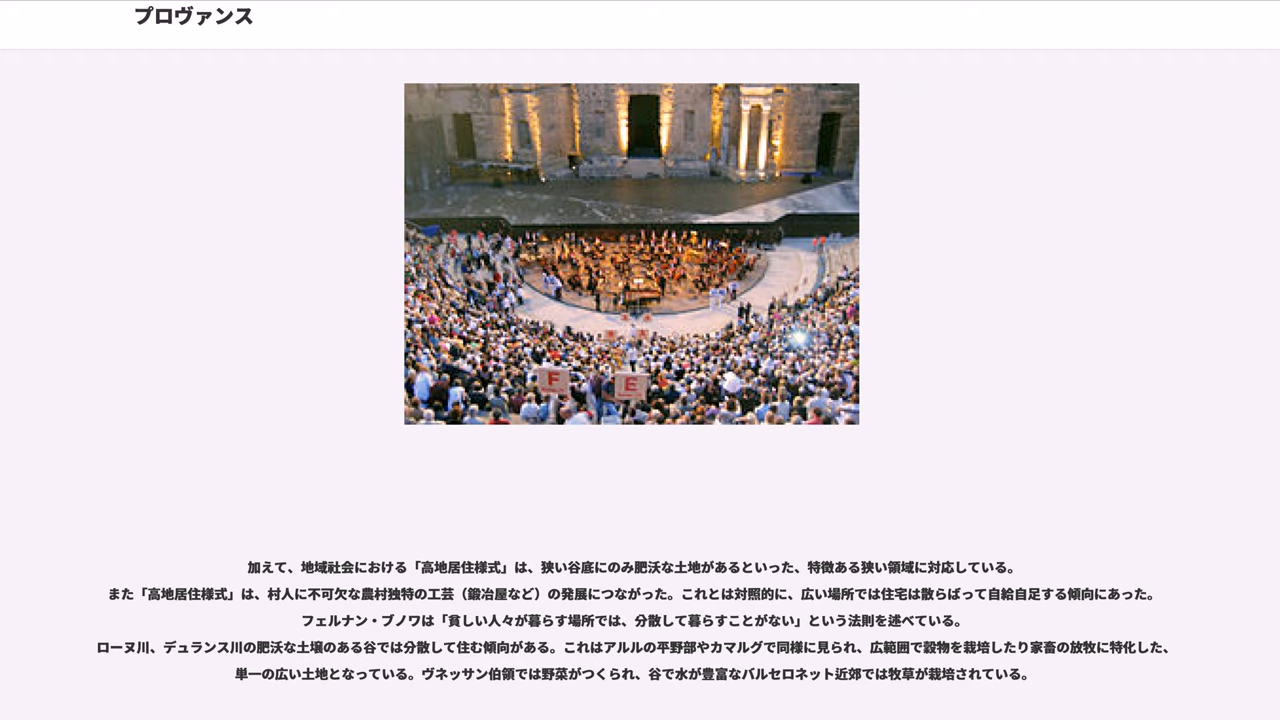 プロヴァンス
F
E
加えて、地域社会における「高地居住様式」は、狭い谷底にのみ肥沃な土地があるといった、特徴ある狭い領域に対応している。
また「高地居住様式」は、村人に不可欠な農村独特の工芸（鍛冶屋など）の発展につながった。これとは対照的に、広い場所では住宅は散らばって自給自足する傾向にあった。
フェルナン・ブノワは「貧しい人々が暮らす場所では、分散して暮らすことがない」という法則を述べている。
ローヌ川、デュランス川の肥沃な土壌のある谷では分散して住む傾向がある。これはアルルの平野部やカマルグで同様に見られ、広範囲で穀物を栽培したり家畜の放牧に特化した、
単一の広い土地となっている。ヴネッサン伯領では野菜がつくられ、谷で水が豊富なバルセロネット近郊では牧草が栽培されている。